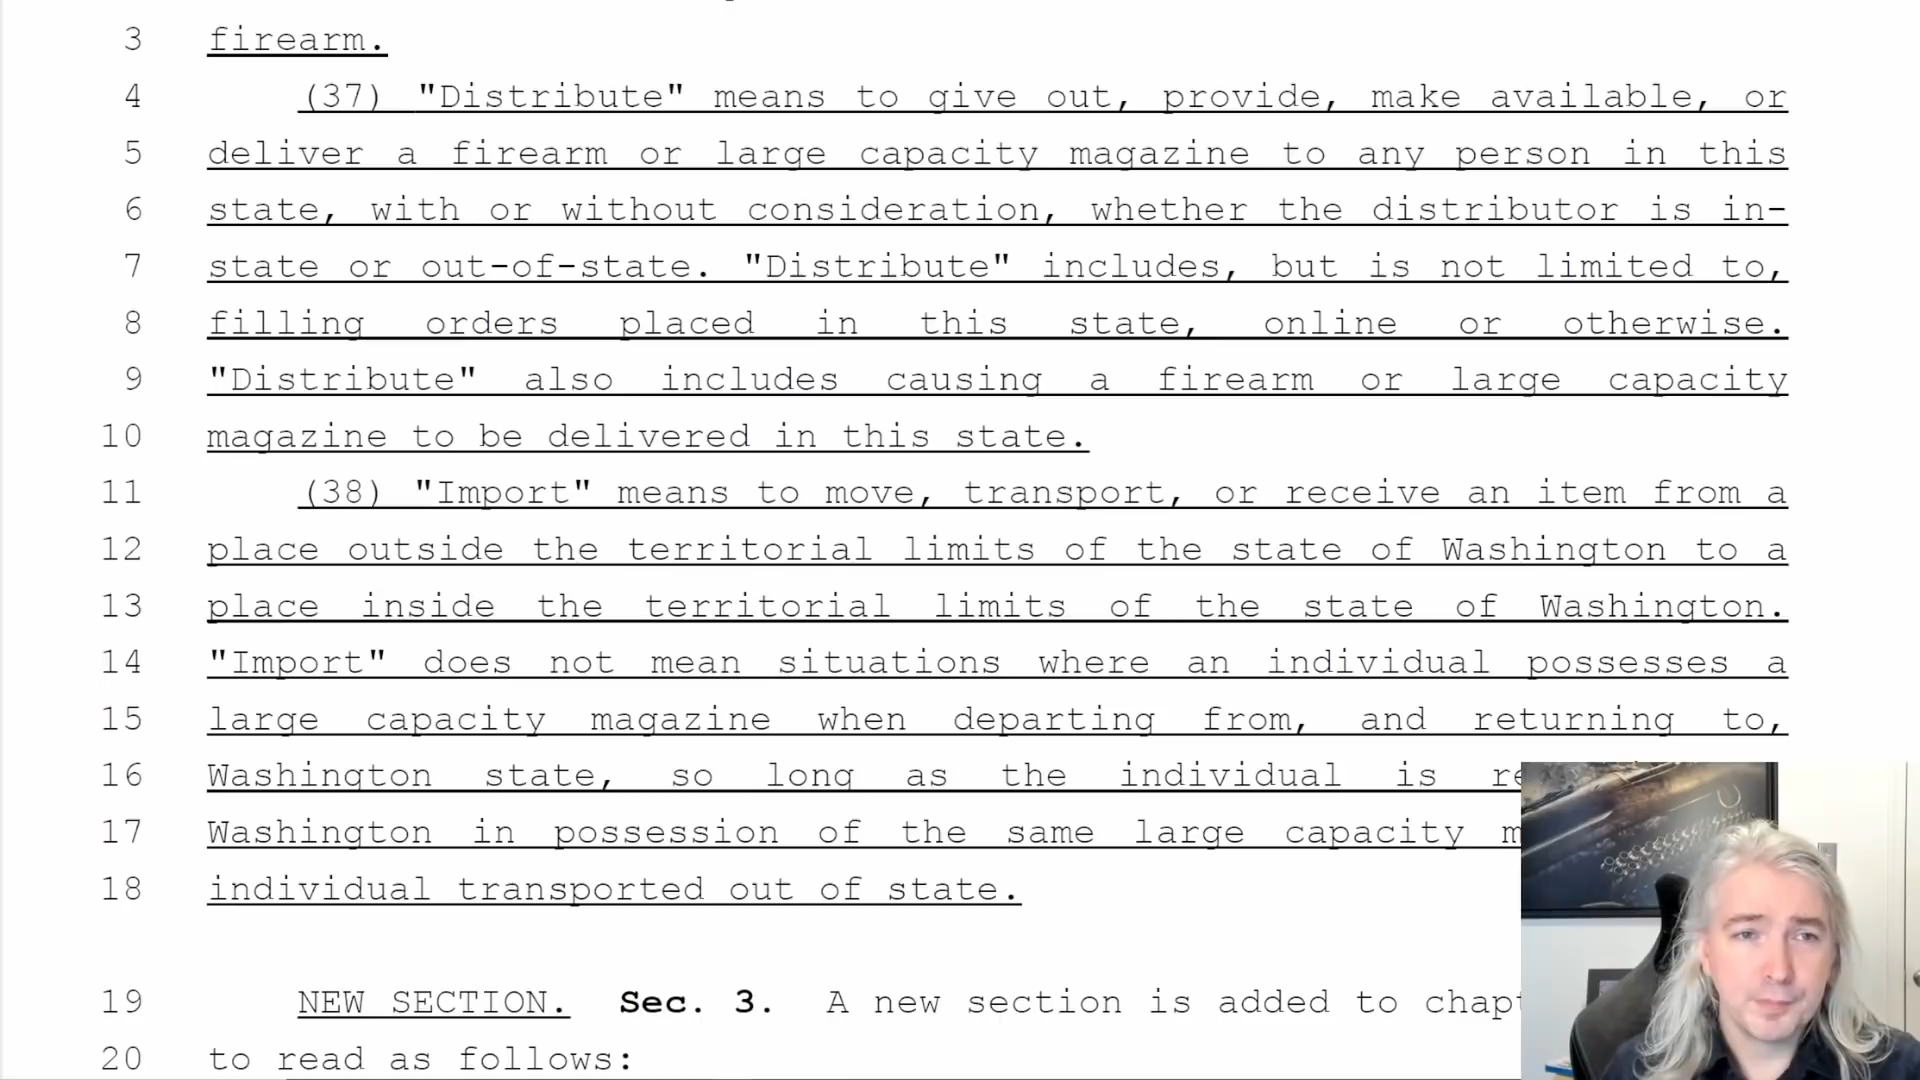 3 firearm.
4 (37) "Distribute" means to give out, provide, make available, or
5 deliver a firearm or large capacity magazine to any person in this
6 state, with or without consideration, whether the distributor is in-
7 state or out-of-state. "Distribute" includes, but is not limited to,
8 filling orders placed in this state, online or otherwise.
9 "Distribute" also includes causing a firearm or large capacity
10 magazine to be delivered in this state.
11 (38) "Import" means to move, transport, or receive an item from a
12 place outside the territorial limits of the state of Washington to a
13 place inside the territorial limits of the state of Washington.
14 "Import" does not mean situations where an individual possesses a
15 large capacity magazine when departing from, and returning to,
16 Washington state, so long as the individual is
17 Washington in possession of the same large capacity
18 individual transported out of state.
19 NEW SECTION. Sec. 3. A new section is added to
20 to read as follows: